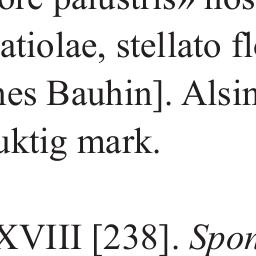 ore palustris» flos
atiolae, stellato fl
nes Bauhin]. Alsin
uktig mark.
XVIII [238]. Spon